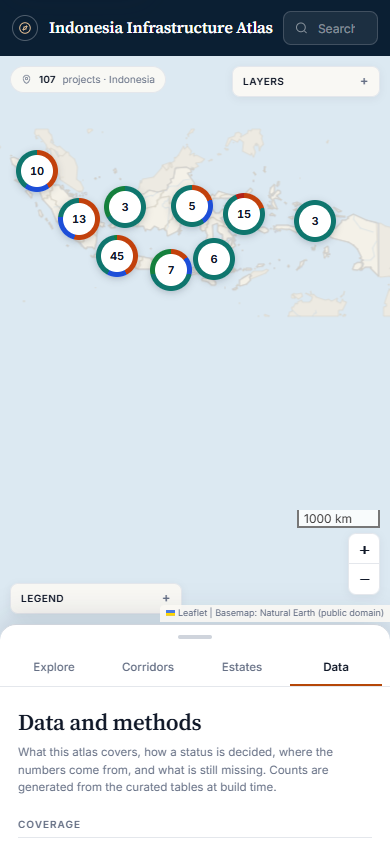 Indonesia Infrastructure Atlas
Search
107 projects · Indonesia
LAYERS +
10
13
3
5
15
3
45
7
6
1000 km
+
−
LEGEND +
Leaflet | Basemap: Natural Earth (public domain)
Explore Corridors Estates Data
Data and methods
What this atlas covers, how a status is decided, where the
numbers come from, and what is still missing. Counts are
generated from the curated tables at build time.
COVERAGE